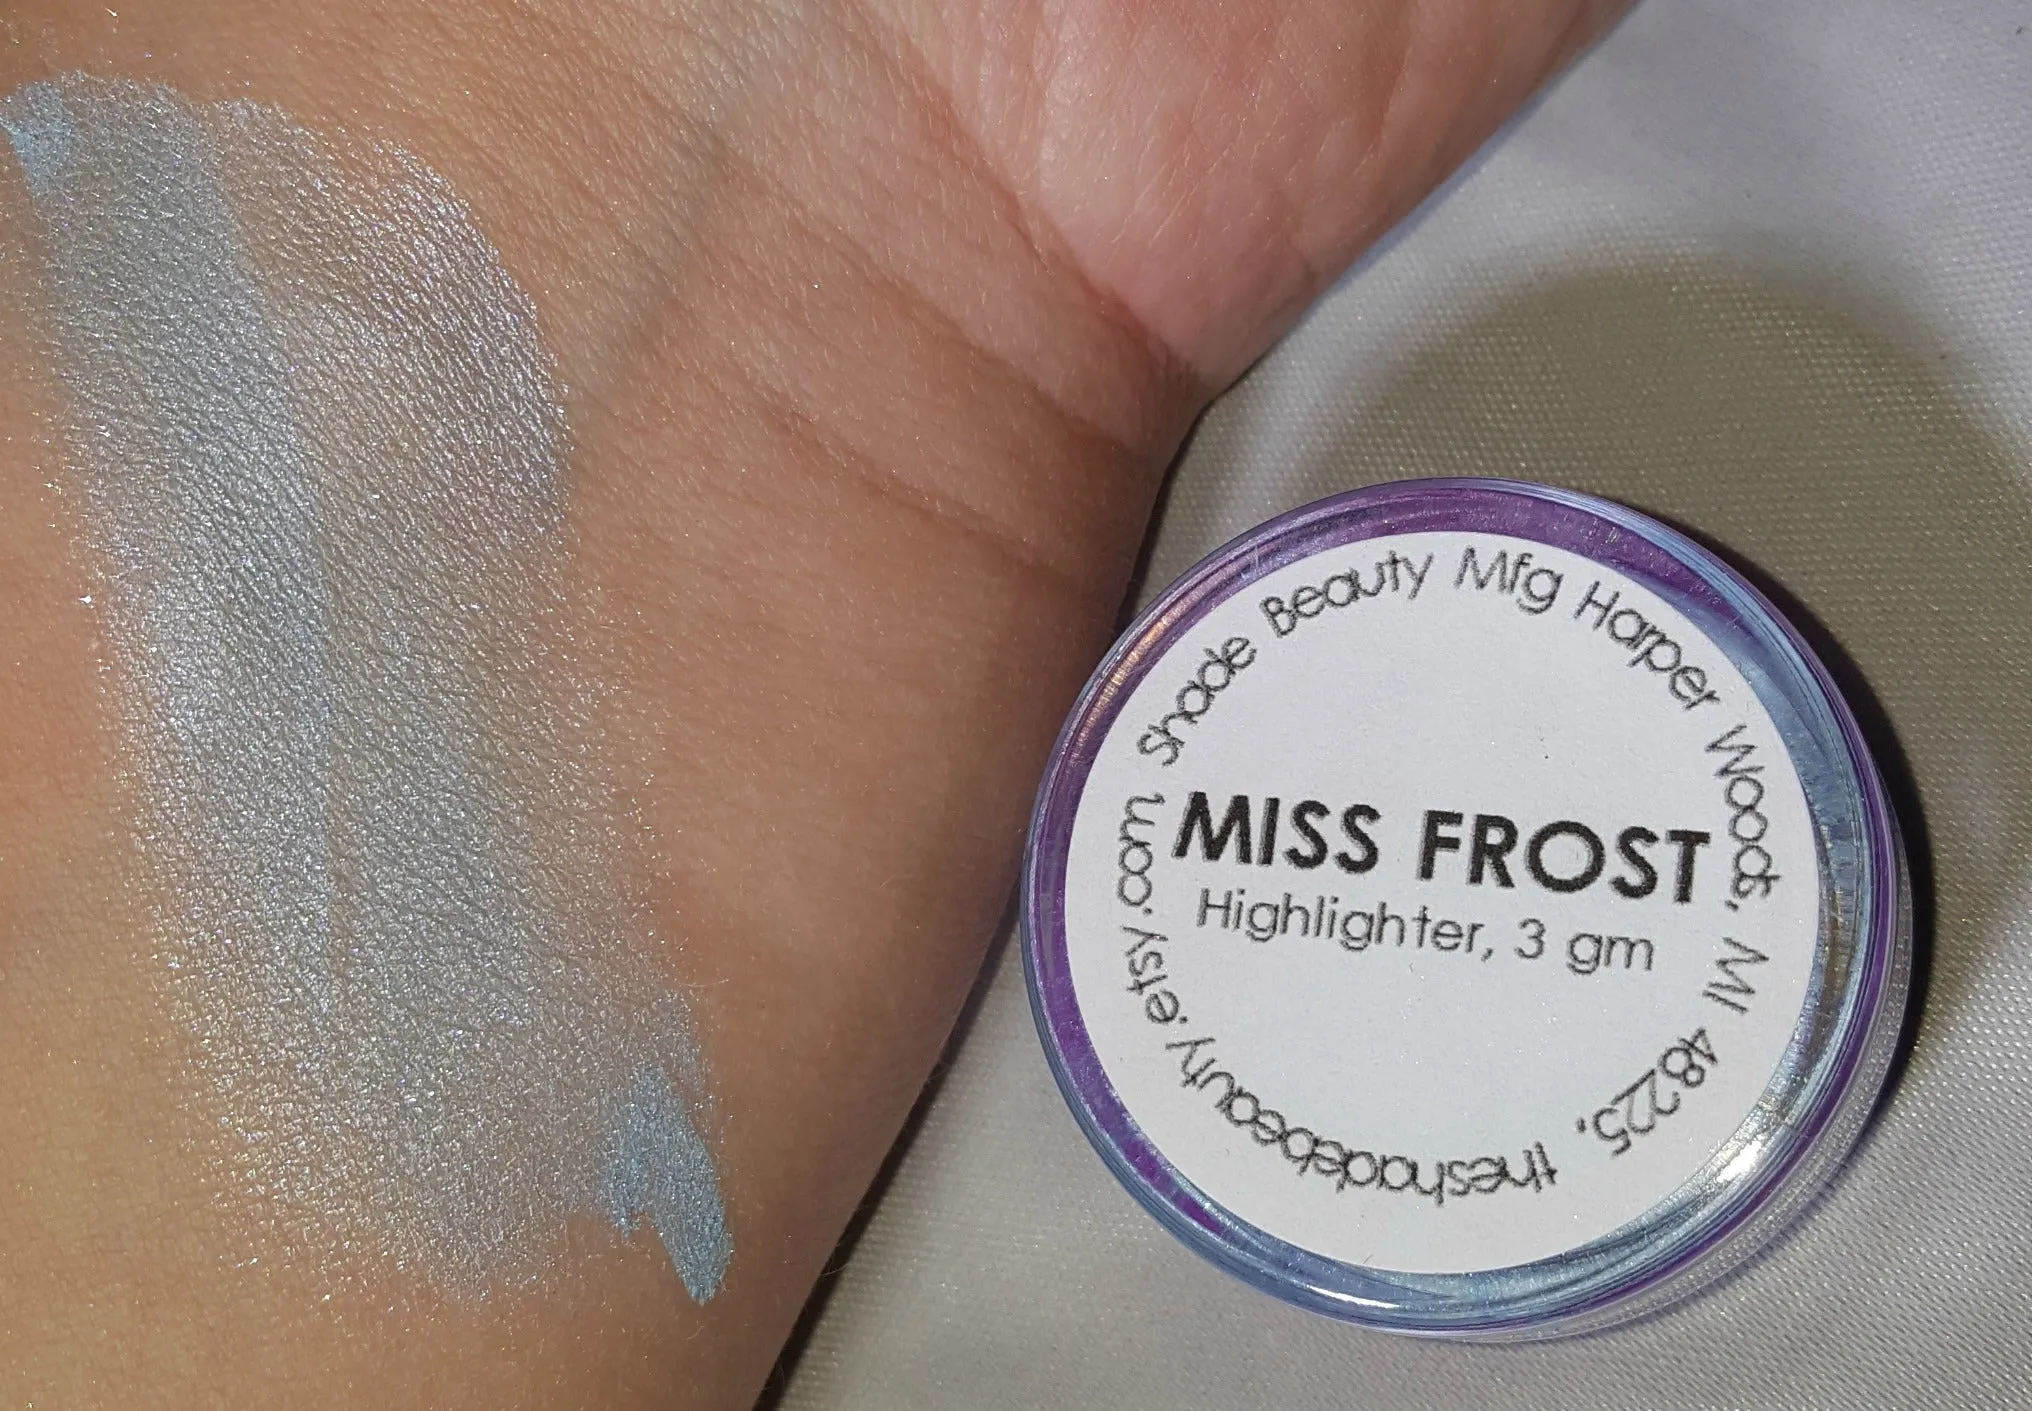 MISS FROST
Highlighter, 3 gm
Shade Beauty Mfg Harper Woods, MI 48225. theshadebeauty.etsy.com